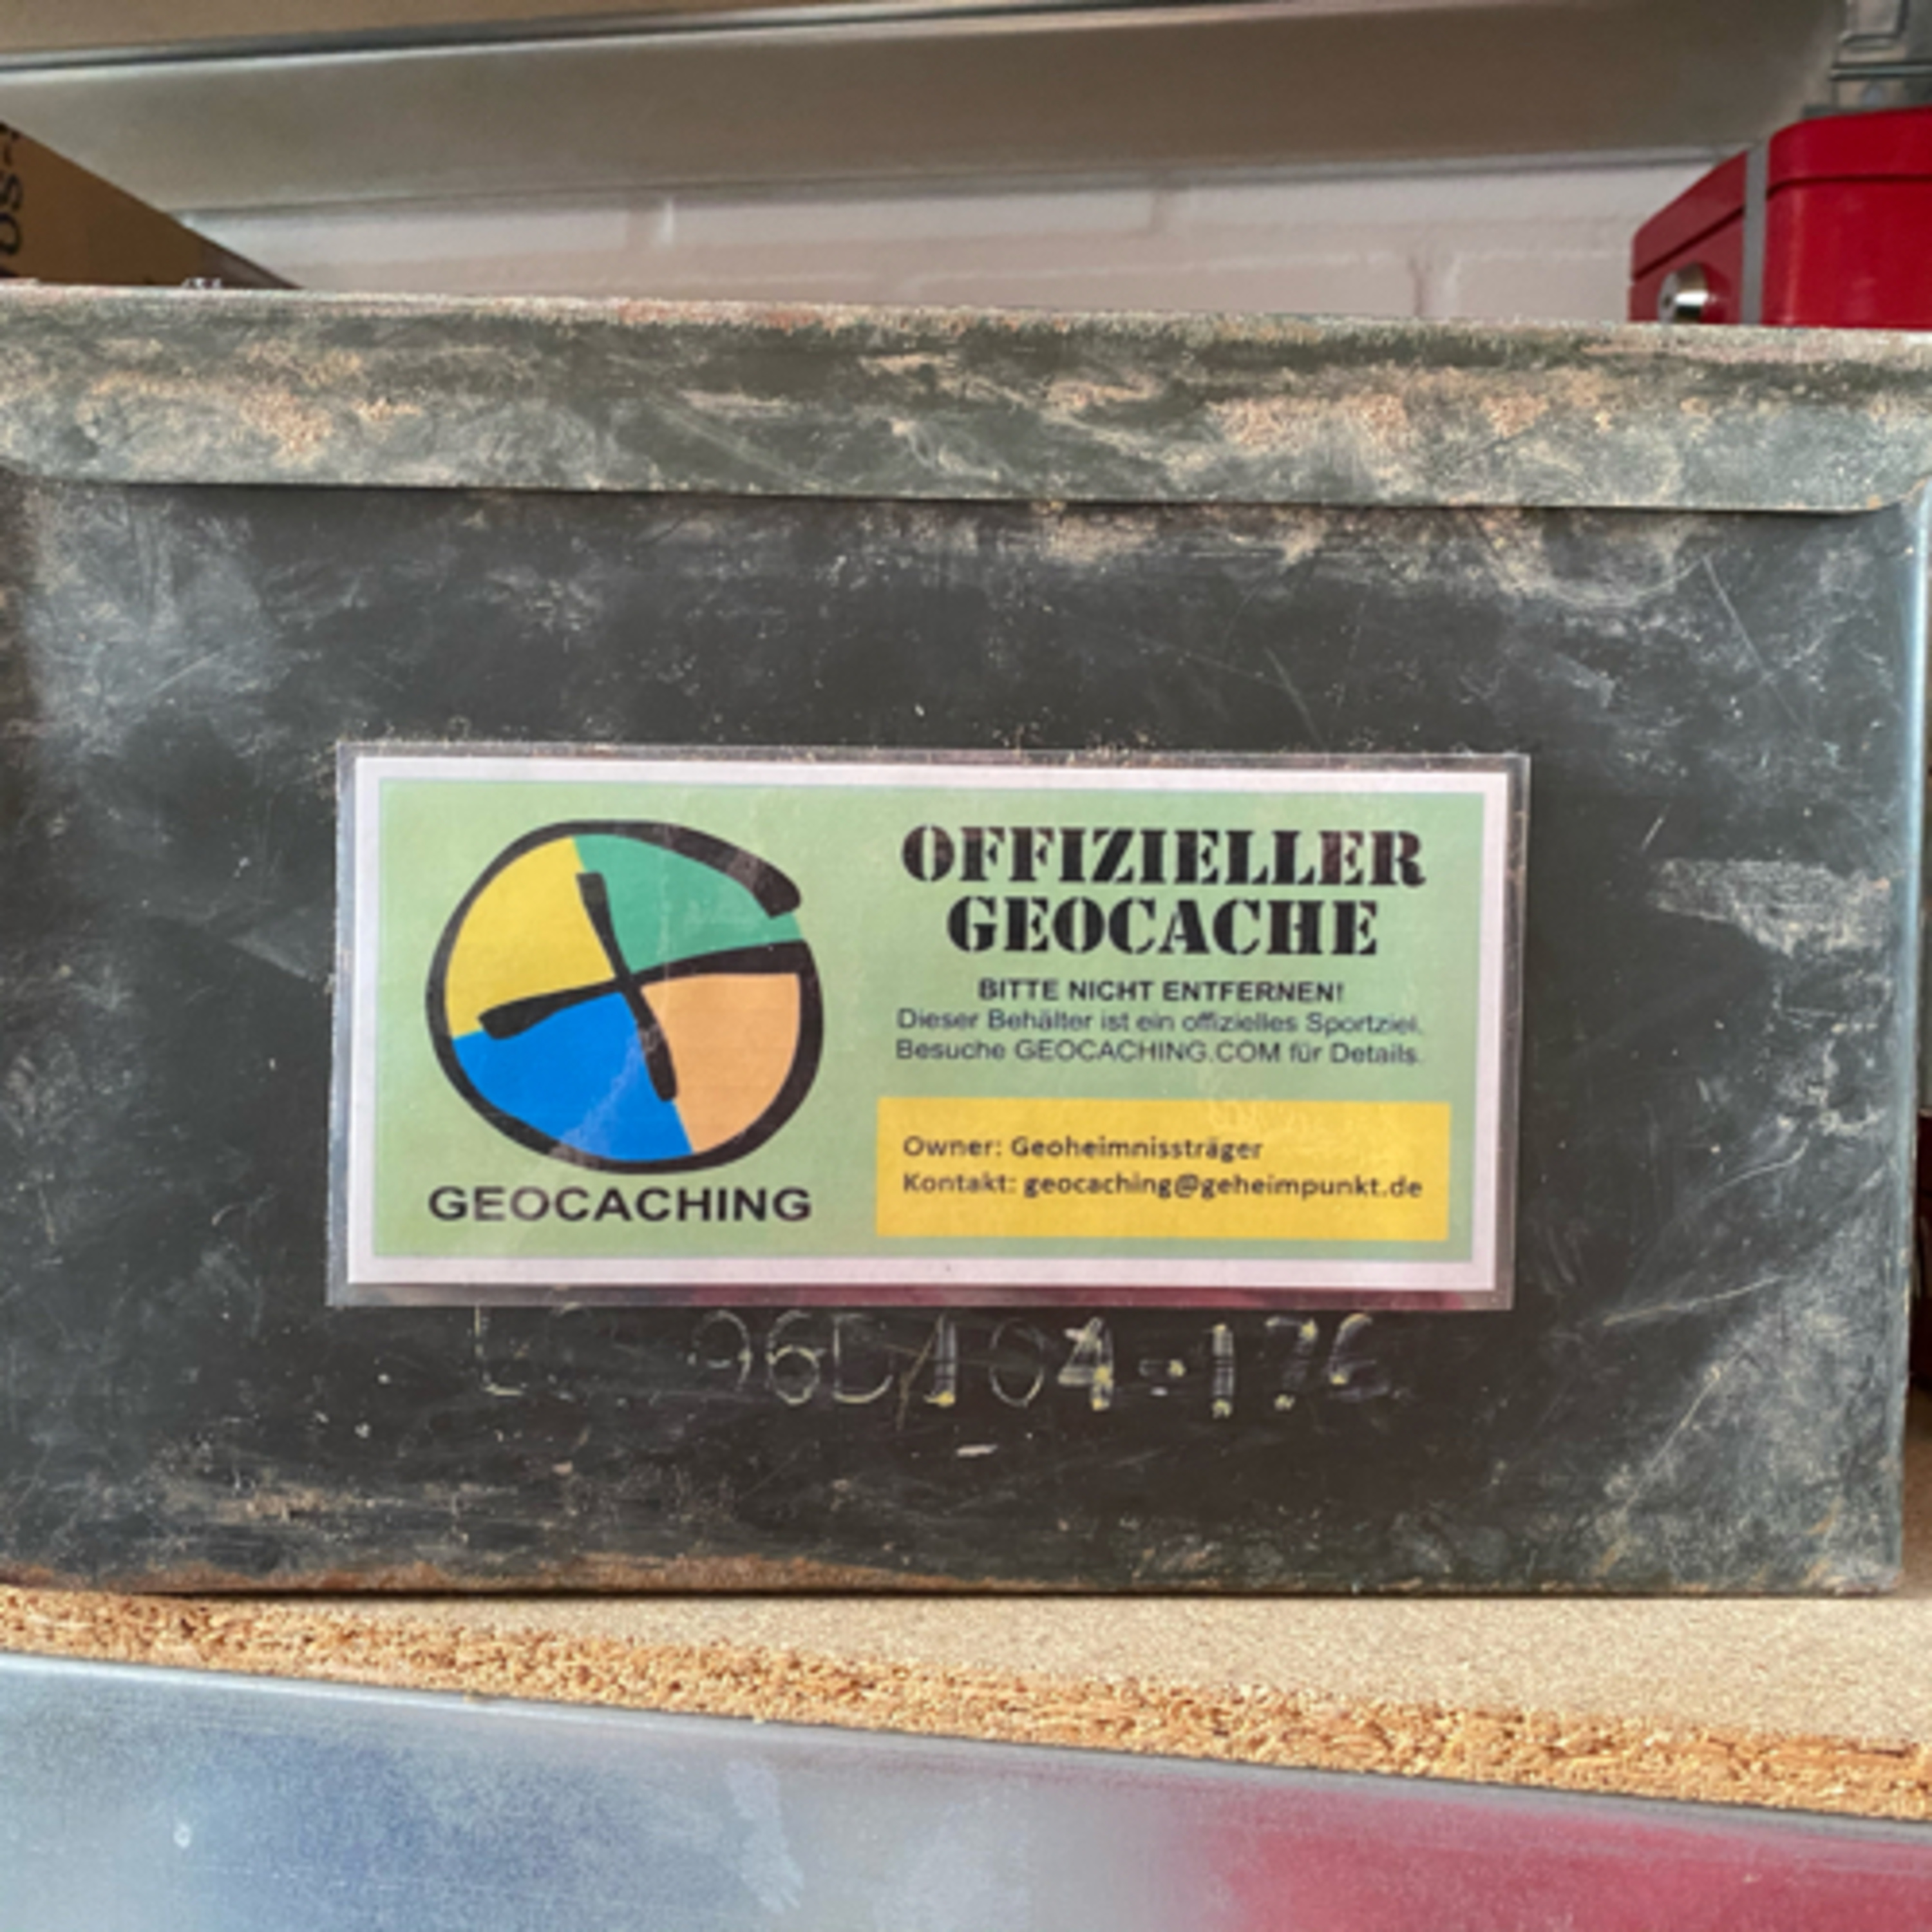 OFFIZIELLER
GEOCACHE
BITTE NICHT ENTFERNEN!
Dieser Behälter ist ein offizielles Sportziel.
Besuche GEOCACHING.COM für Details.
Owner: Geoheimnissträger
Kontakt: geocaching@geheimpunkt.de
GEOCACHING